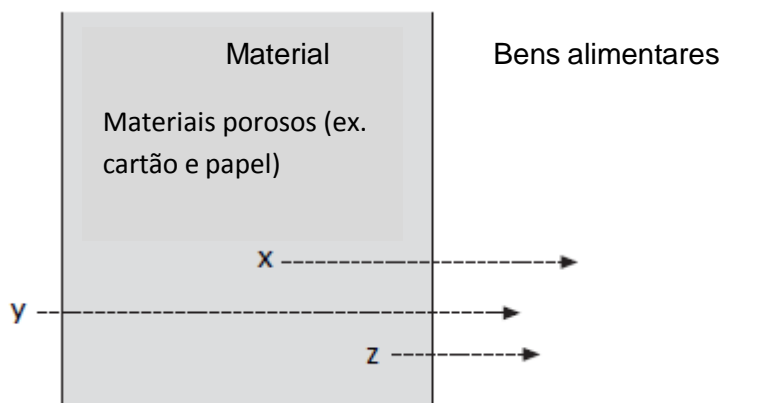 Material
Bens alimentares
Materiais porosos (ex.
cartão e papel)
x
y
z